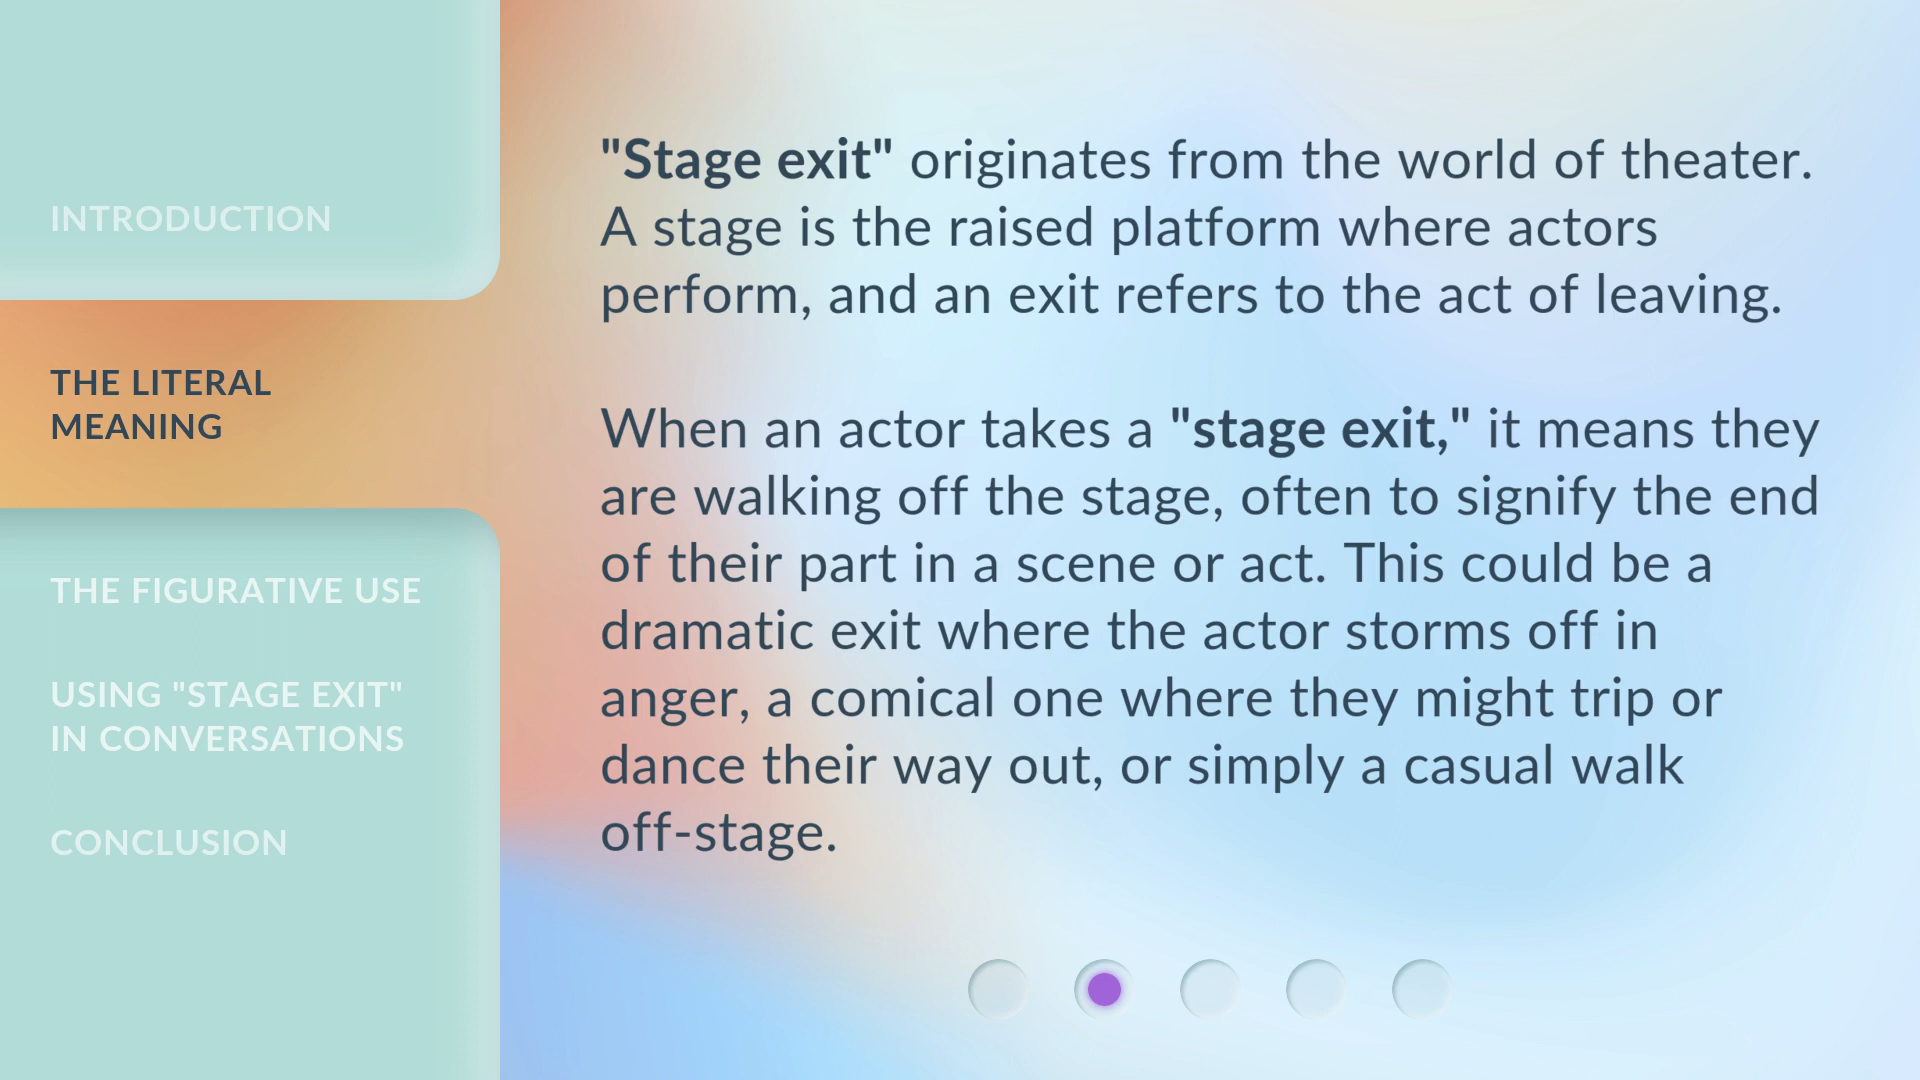 INTRODUCTION
THE LITERAL
MEANING
THE FIGURATIVE USE
USING "STAGE EXIT"
IN CONVERSATIONS
CONCLUSION
"Stage exit" originates from the world of theater.
A stage is the raised platform where actors
perform, and an exit refers to the act of leaving.
When an actor takes a "stage exit," it means they
are walking off the stage, often to signify the end
of their part in a scene or act. This could be a
dramatic exit where the actor storms off in
anger, a comical one where they might trip or
dance their way out, or simply a casual walk
off-stage.